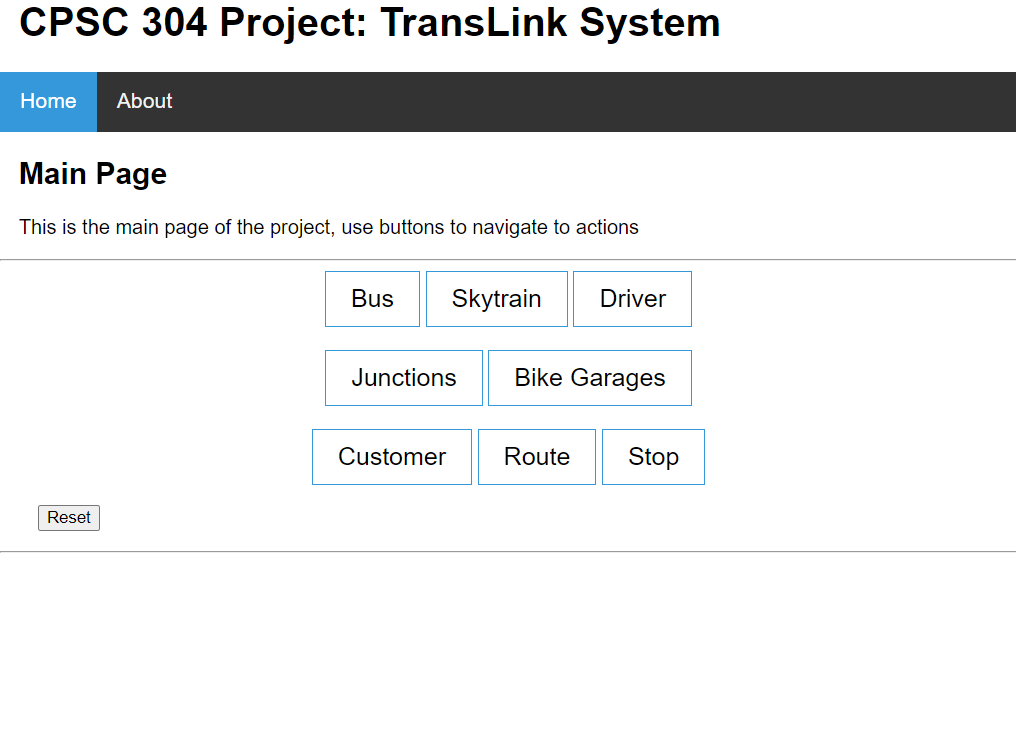 CPSC 304 Project: TransLink System
Home About
Main Page
This is the main page of the project, use buttons to navigate to actions
Bus Skytrain Driver
Junctions Bike Garages
Customer Route Stop
Reset